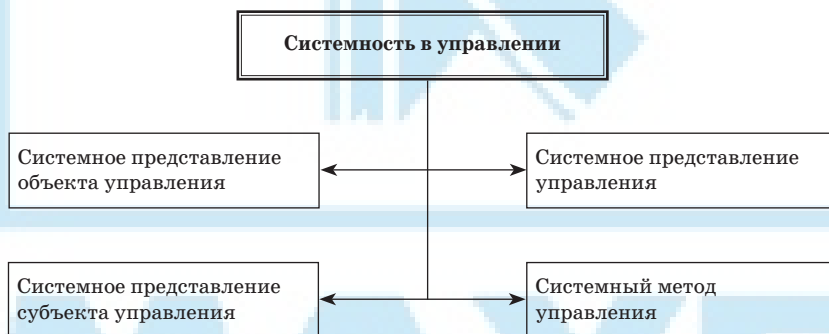 Системность в управлении
Системное представление
объекта управления
Системное представление
управления
Системное представление
субъекта управления
Системный метод
управления